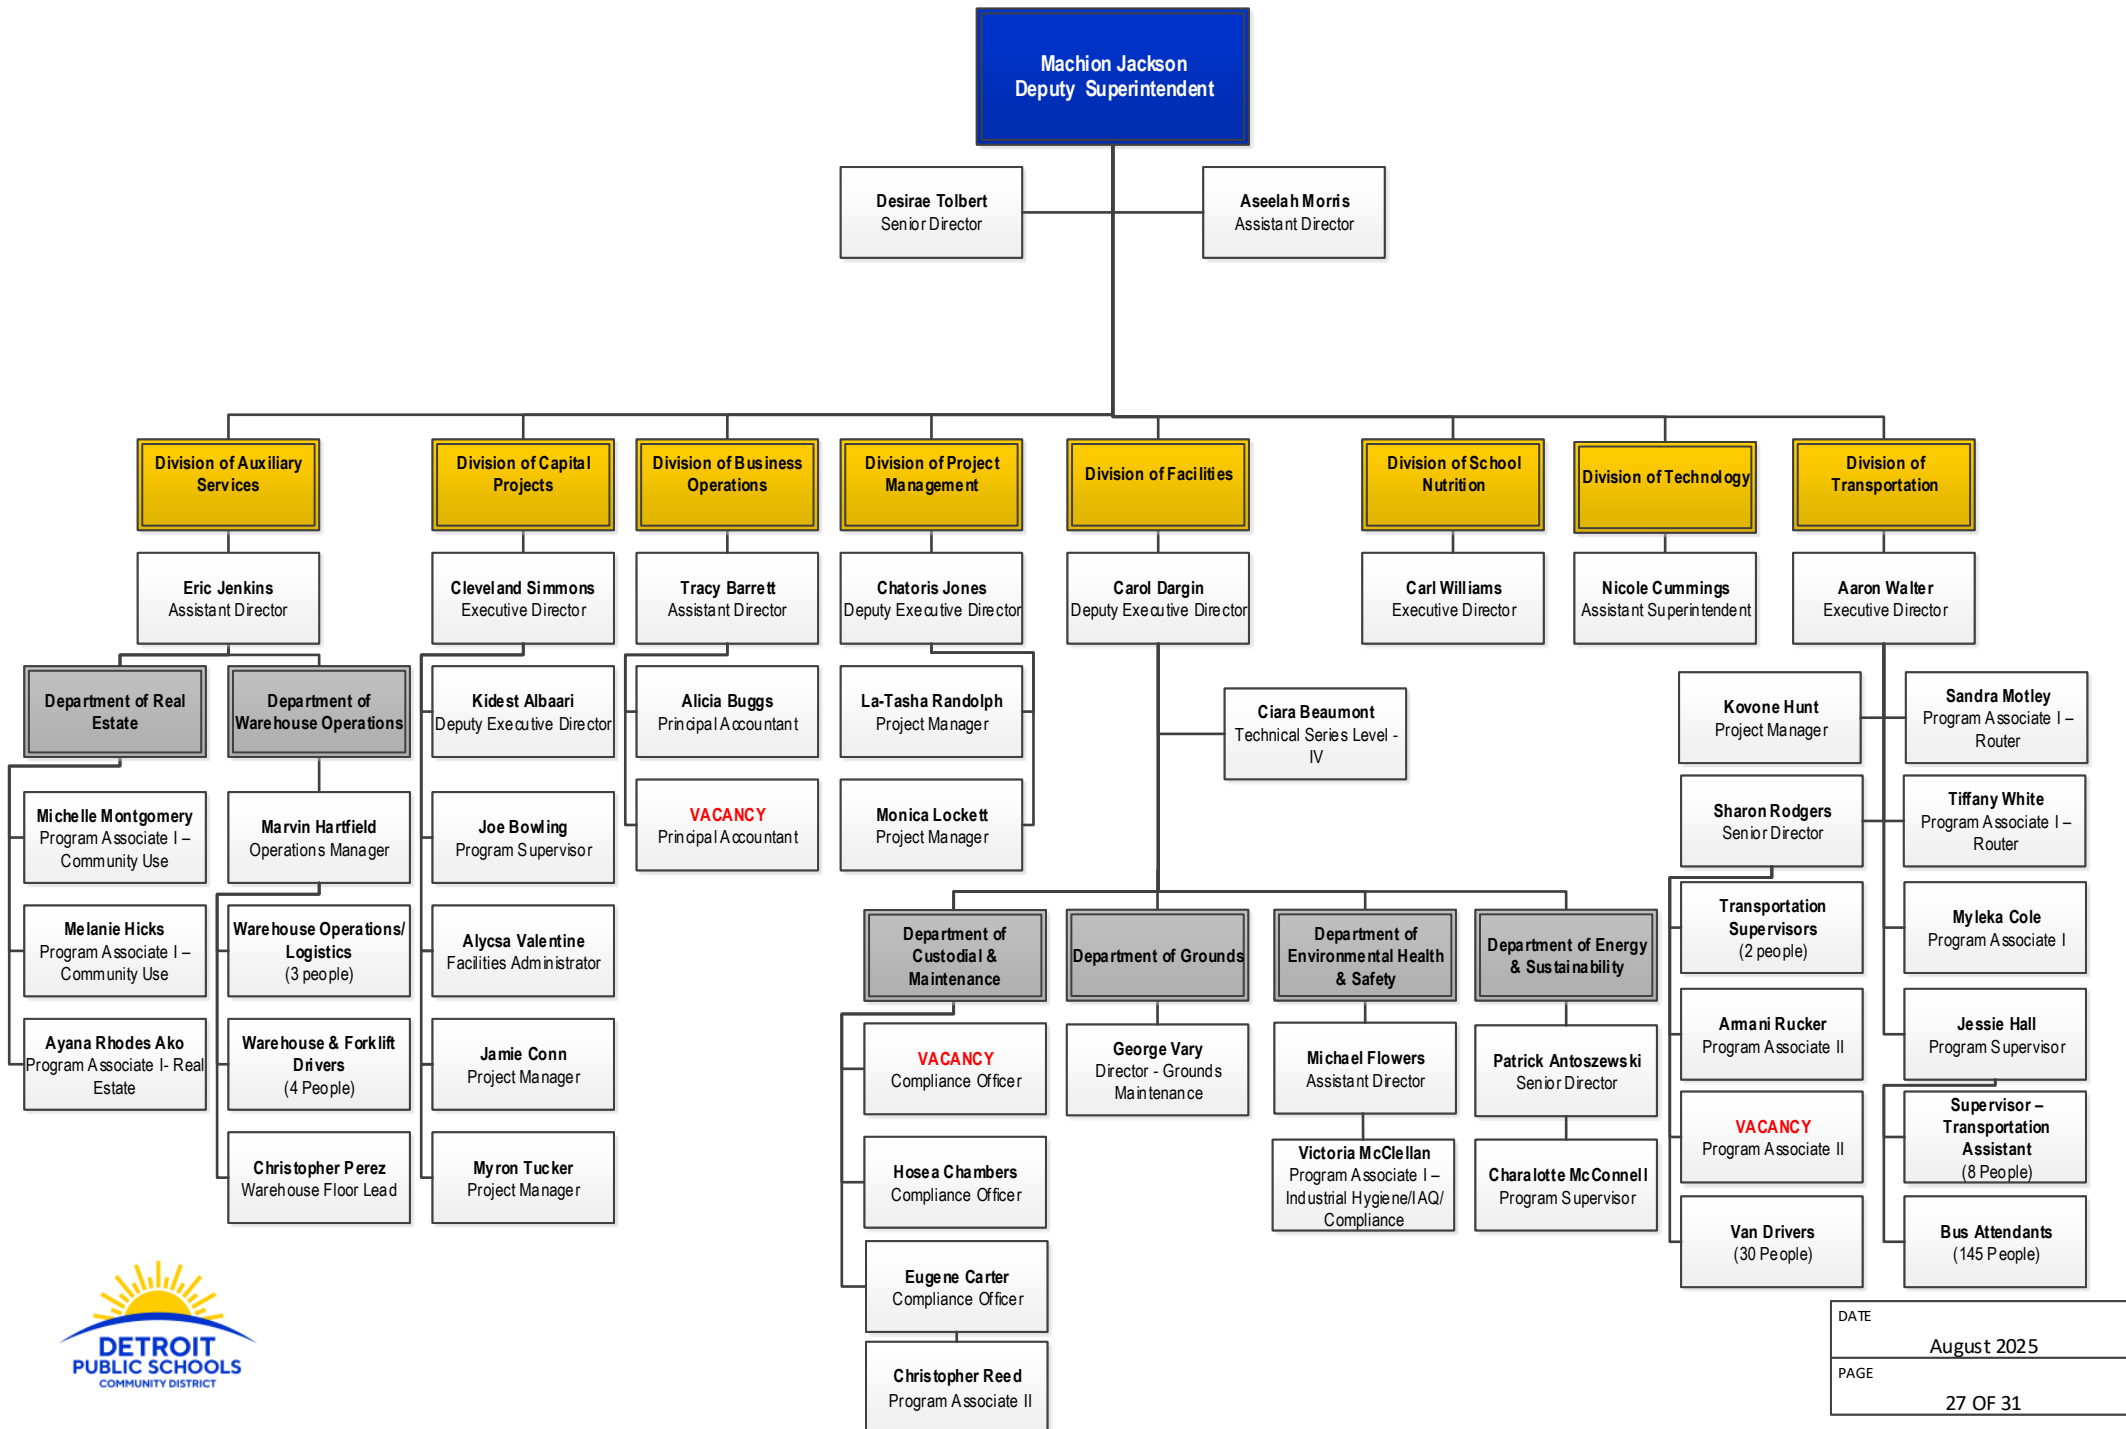 Machion Jackson
Deputy Superintendent
Desirae Tolbert
Senior Director
Aseelah Morris
Assistant Director
Division of Auxiliary
Services
Division of Capital
Projects
Division of Business
Operations
Division of Project
Management
Division of Facilities
Division of School
Nutrition
Division of Technology
Division of
Transportation
Eric Jenkins
Assistant Director
Cleveland Simmons
Executive Director
Tracy Barrett
Assistant Director
Chatoris Jones
Deputy Executive Director
Carol Dargin
Deputy Executive Director
Carl Williams
Executive Director
Nicole Cummings
Assistant Superintendent
Aaron Walter
Executive Director
Department of Real
Estate
Department of
Warehouse Operations
Kidest Albaari
Deputy Executive Director
Alicia Buggs
Principal Accountant
La-Tasha Randolph
Project Manager
Ciara Beaumont
Technical Series Level -
IV
Kovone Hunt
Project Manager
Sandra Motley
Program Associate I –
Router
Michelle Montgomery
Program Associate I –
Community Use
Marvin Hartfield
Operations Manager
Joe Bowling
Program Supervisor
VACANCY
Principal Accountant
Monica Lockett
Project Manager
Sharon Rodgers
Senior Director
Tiffany White
Program Associate I –
Router
Melanie Hicks
Program Associate I –
Community Use
Warehouse Operations/
Logistics
(3 people)
Alycsa Valentine
Facilities Administrator
Department of
Custodial &
Maintenance
Department of Grounds
Department of
Environmental Health
& Safety
Department of Energy
& Sustainability
Transportation
Supervisors
(2 people)
Myleka Cole
Program Associate I
Ayana Rhodes Ako
Program Associate I- Real
Estate
Warehouse & Forklift
Drivers
(4 People)
Jamie Conn
Project Manager
VACANCY
Compliance Officer
George Vary
Director - Grounds
Maintenance
Michael Flowers
Assistant Director
Patrick Antoszewski
Senior Director
Armani Rucker
Program Associate II
Jessie Hall
Program Supervisor
Christopher Perez
Warehouse Floor Lead
Myron Tucker
Project Manager
Hosea Chambers
Compliance Officer
Victoria McClellan
Program Associate I –
Industrial Hygiene/IAQ/
Compliance
Charalotte McConnell
Program Supervisor
VACANCY
Program Associate II
Supervisor –
Transportation
Assistant
(8 People)
Eugene Carter
Compliance Officer
Van Drivers
(30 People)
Bus Attendants
(145 People)
Christopher Reed
Program Associate II
DETROIT
PUBLIC SCHOOLS
COMMUNITY DISTRICT
DATE
August 2025
PAGE
27 OF 31